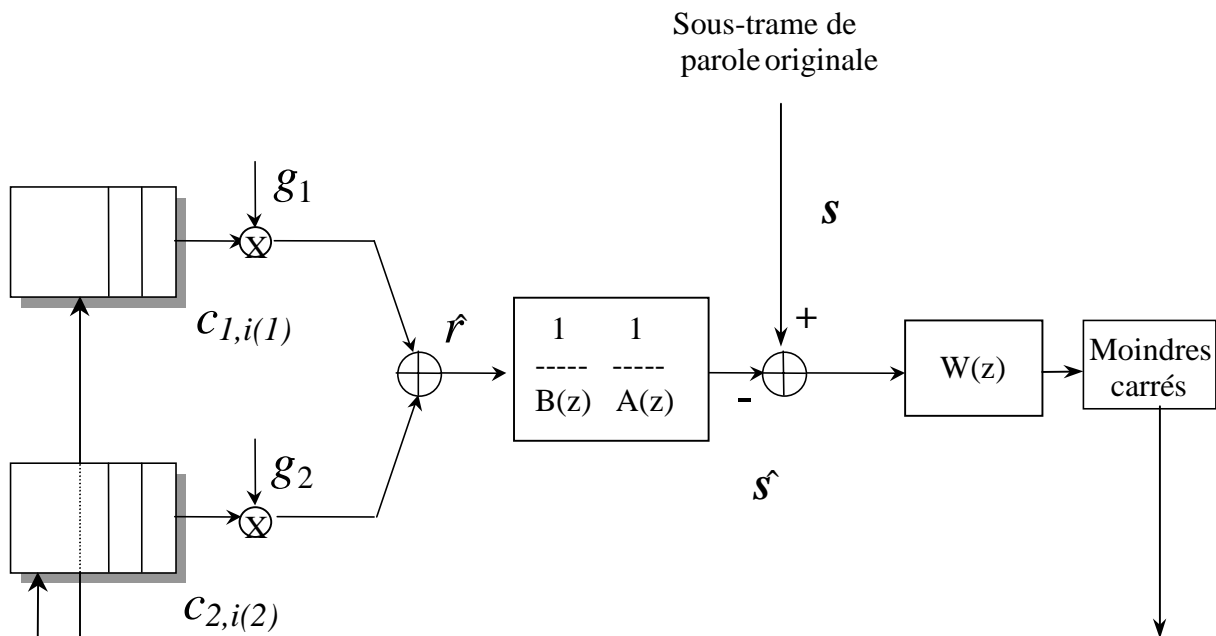 Sous-trame de
parole originale
g1
s
x
+
c1,i(1)
r̂
1 1
----- -----
B(z) A(z)
W(z)
Moindres
carrés
-
g2
ŝ
x
c2,i(2)